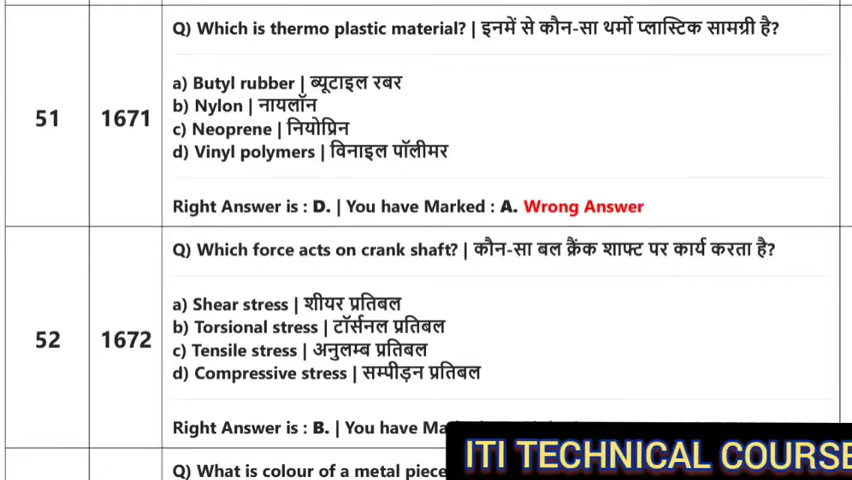 Q) Which is thermo plastic material? | इनमें से कौन-सा थर्मो प्लास्टिक सामग्री है?
51
1671
a) Butyl rubber | ब्यूटाइल रबर
b) Nylon | नायलॉन
c) Neoprene | नियोप्रिन
d) Vinyl polymers | विनाइल पॉलीमर
Right Answer is : D. | You have Marked : A. Wrong Answer
Q) Which force acts on crank shaft? | कौन-सा बल क्रैंक शाफ्ट पर कार्य करता है?
52
1672
a) Shear stress | शीयर प्रतिबल
b) Torsional stress | टॉर्सनल प्रतिबल
c) Tensile stress | अनुलम्ब प्रतिबल
d) Compressive stress | सम्पीड़न प्रतिबल
Right Answer is : B. | You have
Q) What is colour of a metal piece
ITI TECHNICAL COURSE